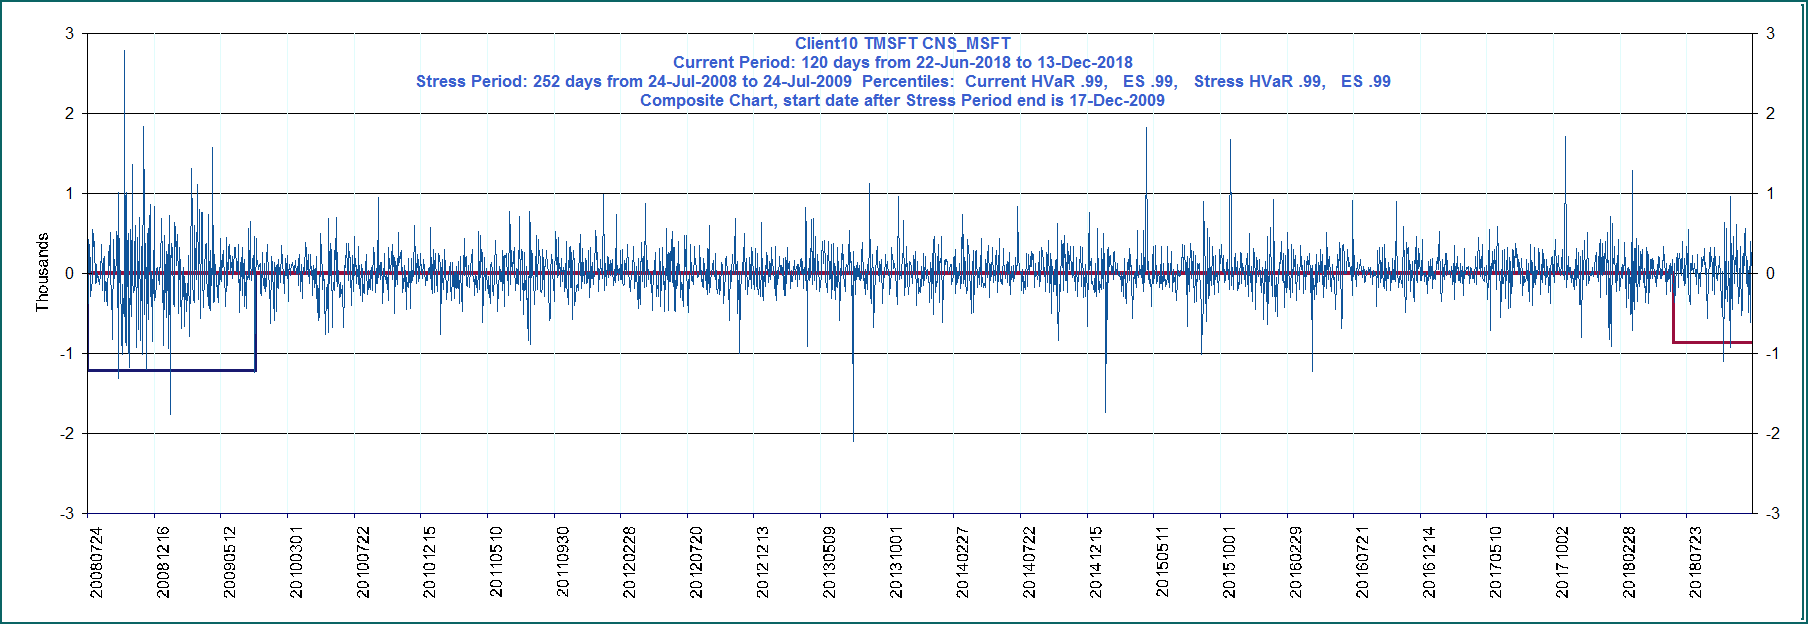 Client10 TMSFT CNS_MSFT
Current Period: 120 days from 22-Jun-2018 to 13-Dec-2018
Stress Period: 252 days from 24-Jul-2008 to 24-Jul-2009  Percentiles:  Current HVaR .99,   ES .99,   Stress HVaR .99,   ES .99
Composite Chart, start date after Stress Period end is 17-Dec-2009
3 3
2 2
1 1
0 0
-1 -1
-2 -2
-3 -3
Thousands
20080724 20081216 20090512 20100301 20100722 20101215 20110510 20110930 20120228 20120720 20121213 20130509 20131001 20140227 20140722 20141215 20150511 20151001 20160229 20160721 20161214 20170510 20171002 20180228 20180723